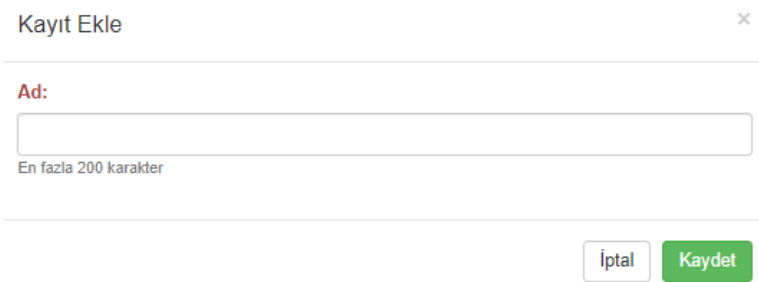 Kayıt Ekle
×
Ad:
En fazla 200 karakter
İptal
Kaydet